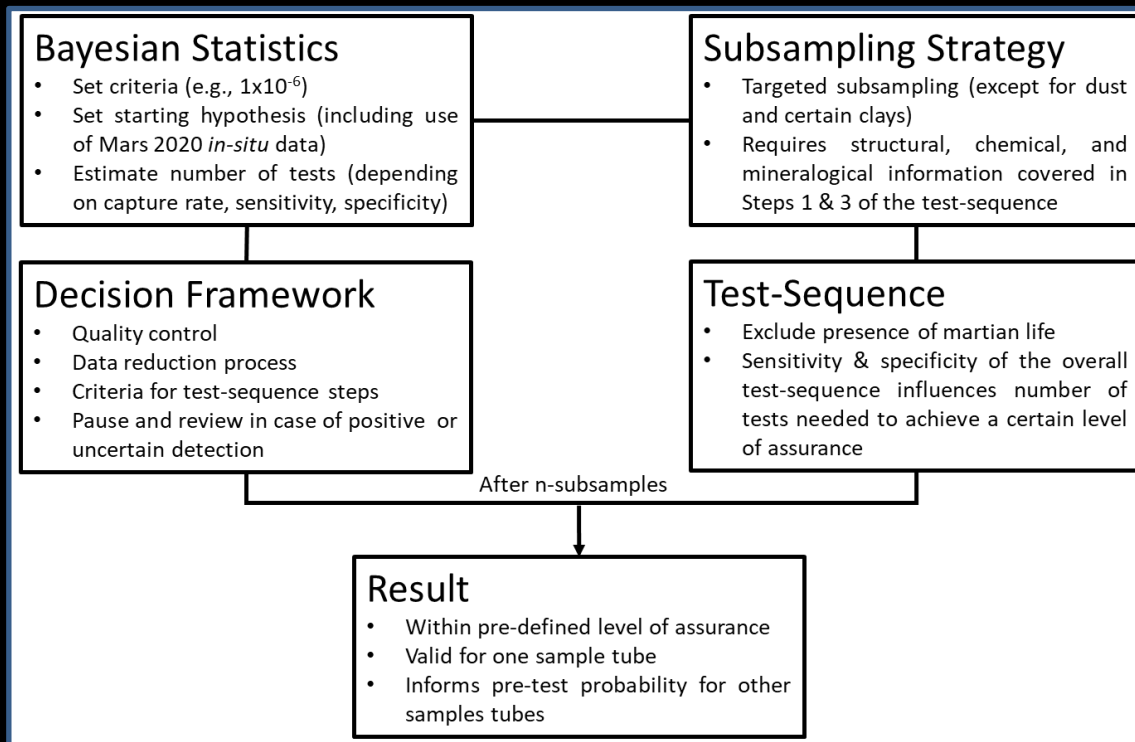 Bayesian Statistics
• Set criteria (e.g., 1x10⁻⁶)
• Set starting hypothesis (including use
of Mars 2020 in-situ data)
• Estimate number of tests (depending
on capture rate, sensitivity, specificity)
Subsampling Strategy
• Targeted subsampling (except for dust
and certain clays)
• Requires structural, chemical, and
mineralogical information covered in
Steps 1 & 3 of the test-sequence
Decision Framework
• Quality control
• Data reduction process
• Criteria for test-sequence steps
• Pause and review in case of positive or
uncertain detection
Test-Sequence
• Exclude presence of martian life
• Sensitivity & specificity of the overall
test-sequence influences number of
tests needed to achieve a certain level
of assurance
After n-subsamples
Result
• Within pre-defined level of assurance
• Valid for one sample tube
• Informs pre-test probability for other
samples tubes